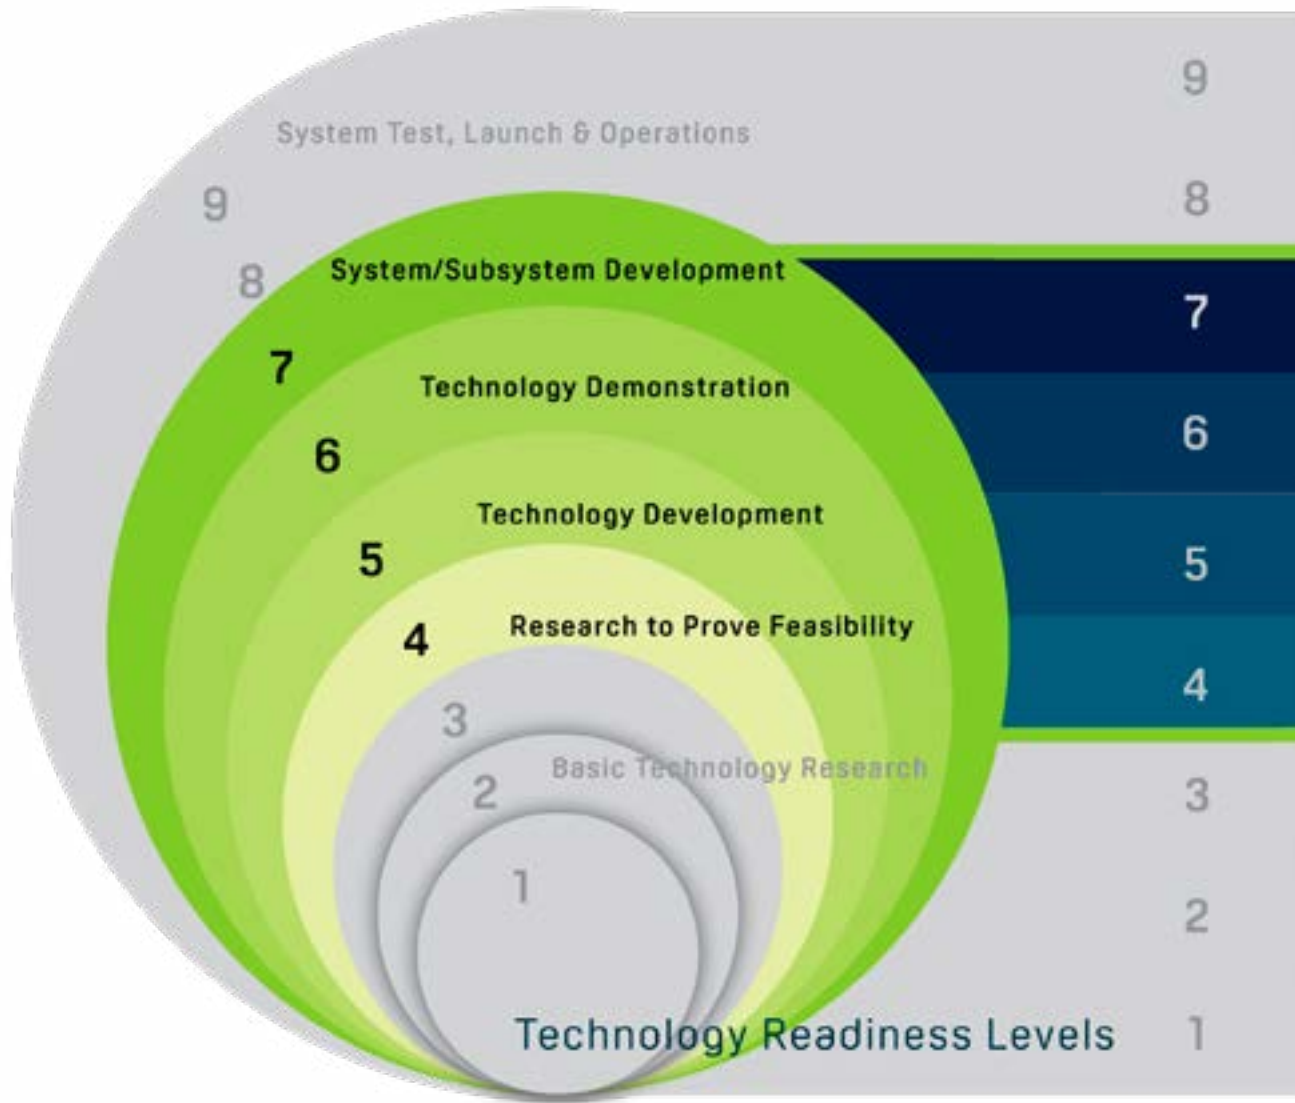 9
System Test, Launch & Operations
9
8
8
System/Subsystem Development
7
7
Technology Demonstration
6
6
Technology Development
5
5
Research to Prove Feasibility
4
4
3
Basic Technology Research
3
2
1
2
Technology Readiness Levels
1